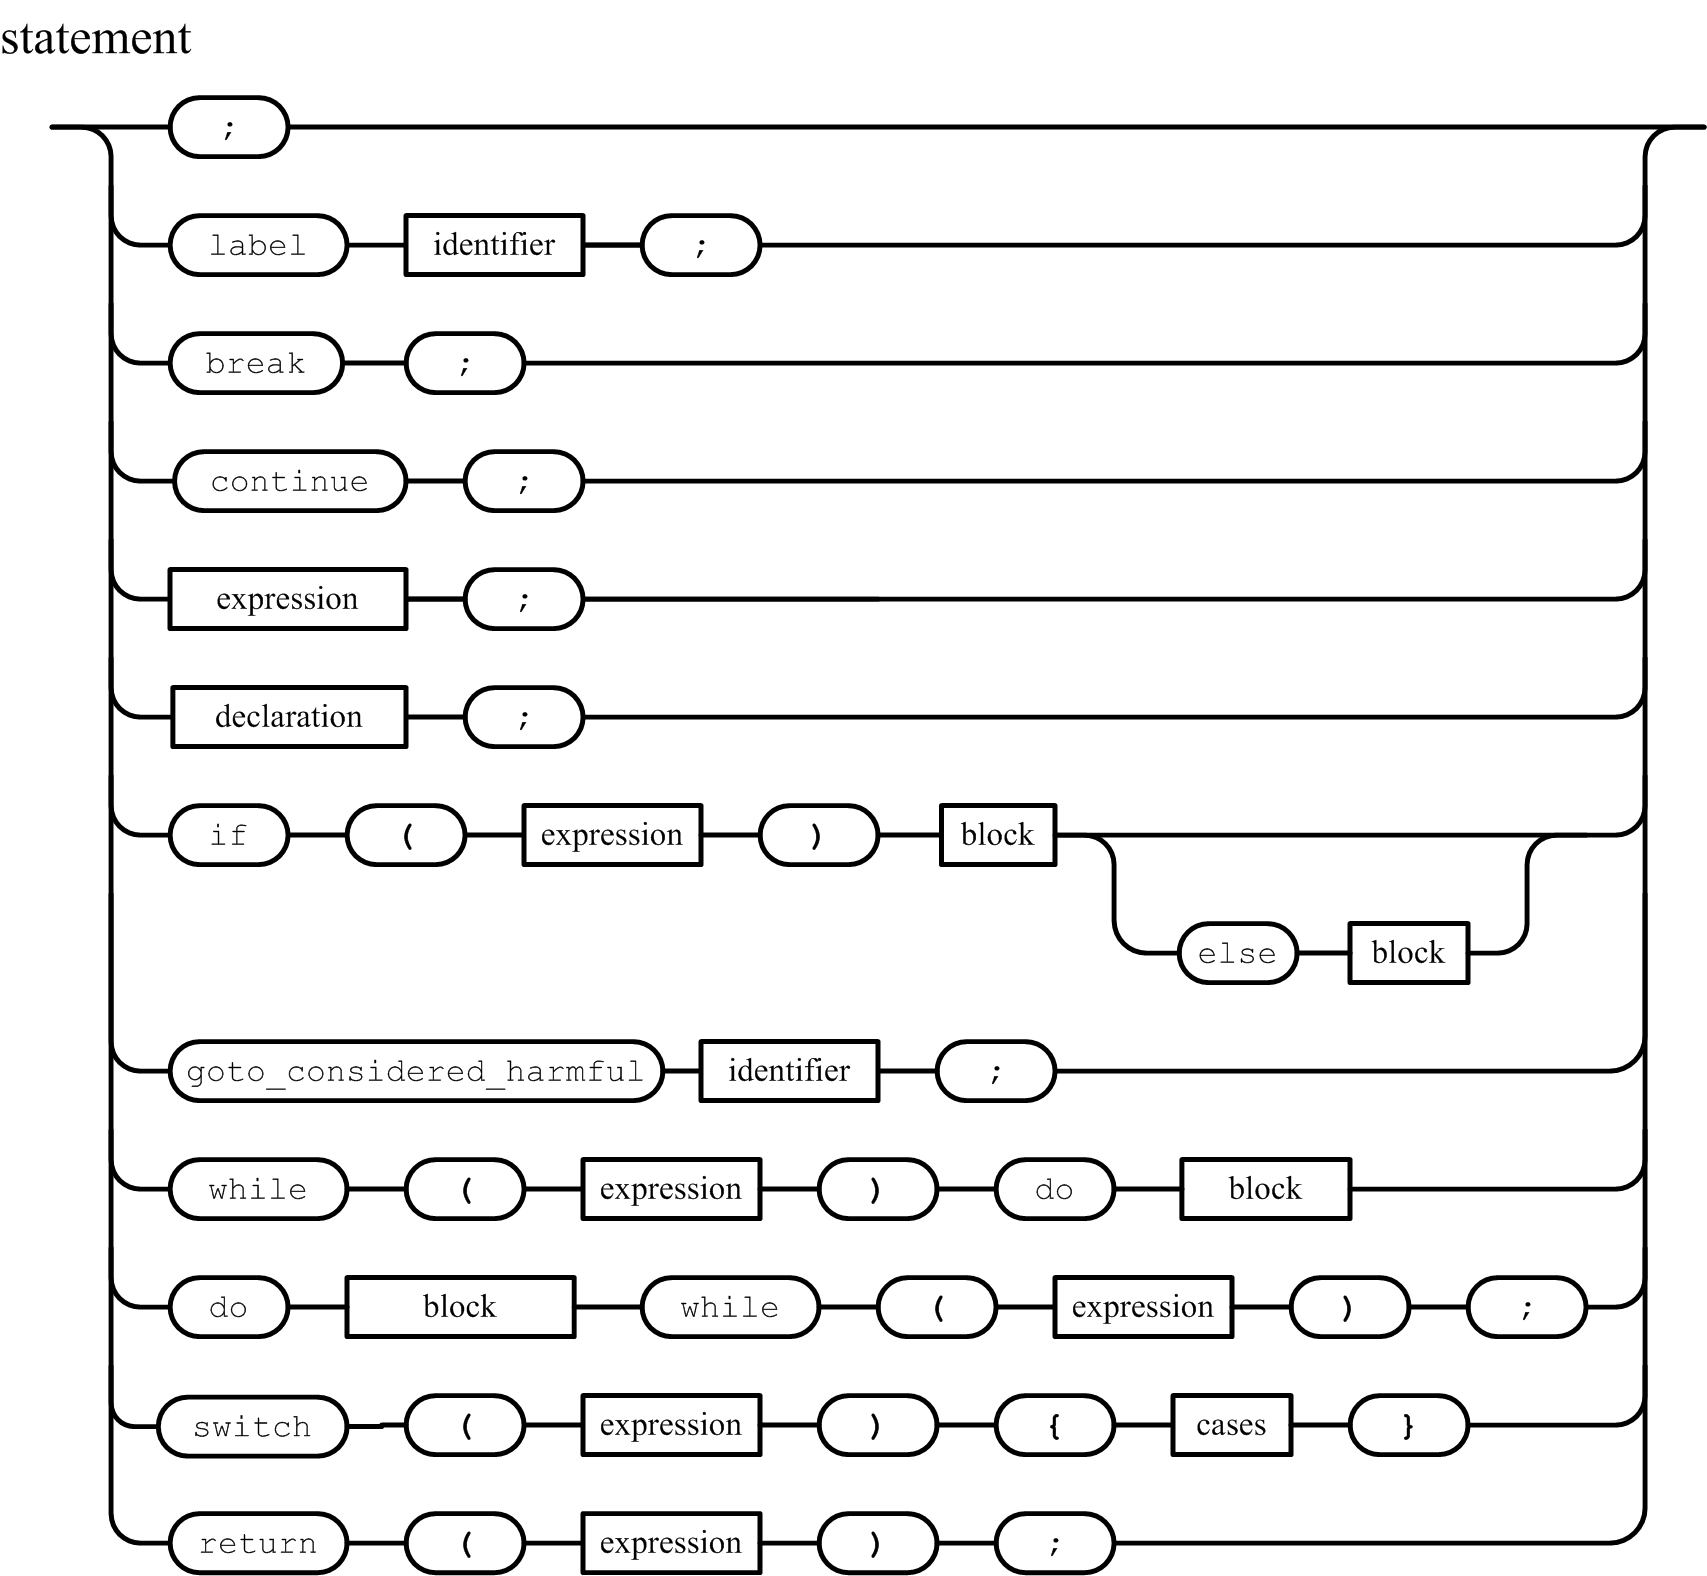 statement
;
label identifier ;
break ;
continue ;
expression ;
declaration ;
if ( expression ) block
else block
goto_considered_harmful identifier ;
while ( expression ) do block
do block while ( expression ) ;
switch ( expression ) { cases }
return ( expression ) ;